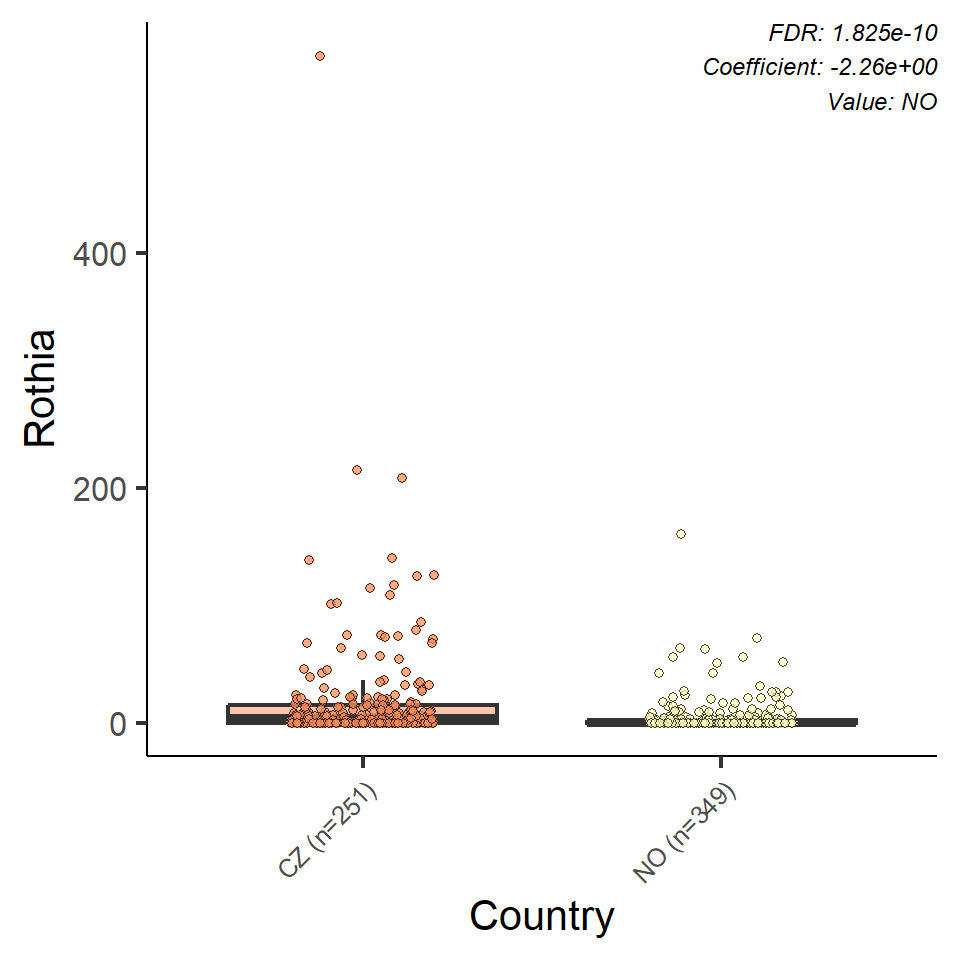 FDR: 1.825e-10
Coefficient: -2.26e+00
Value: NO
Rothia
400
200
0
CZ (n=251)
NO (n=349)
Country